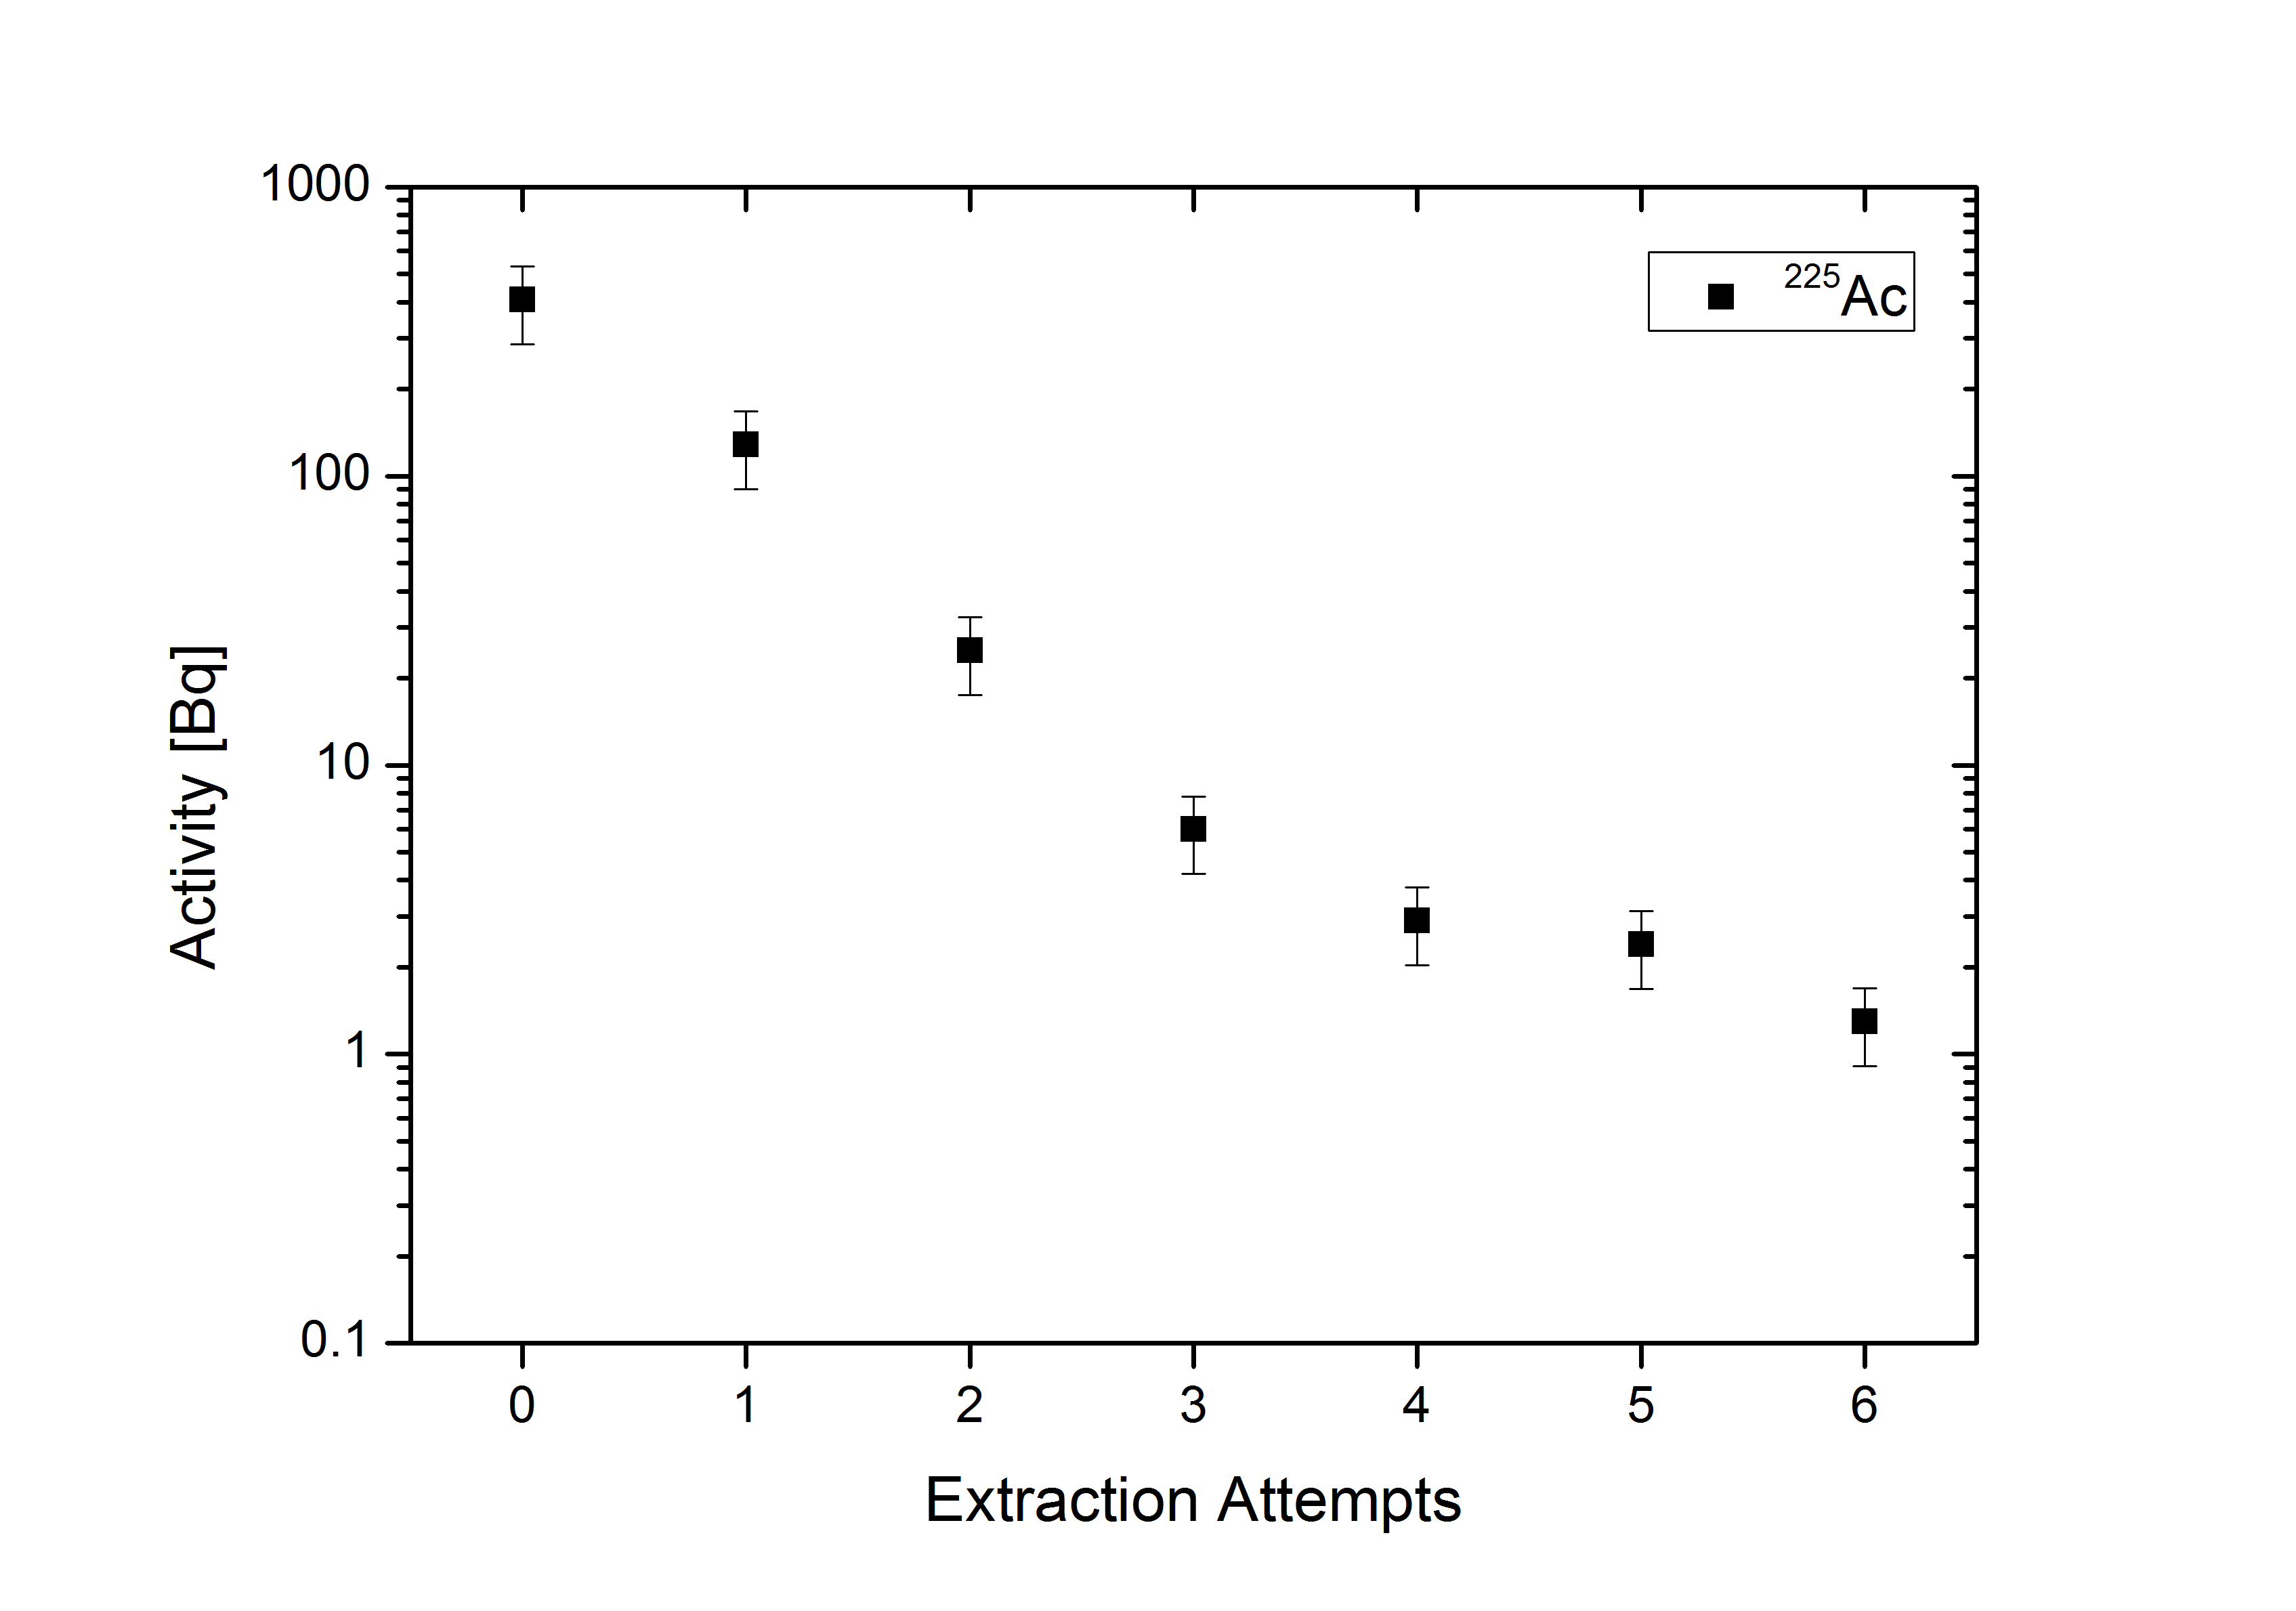 1000
100
10
1
0.1
Activity [Bq]
²²⁵Ac
0 1 2 3 4 5 6
Extraction Attempts